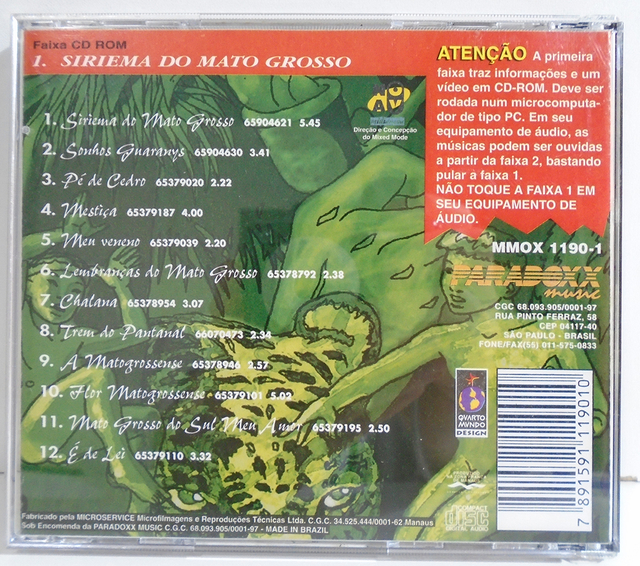 Faixa CD ROM
1. SIRIEMA DO MATO GROSSO
1. Siriema do Mato Grosso 65904621 5.45
2. Sonhos Guaranys 65904630 3.41
3. Pé de Cedro 65379020 2.22
4. Mestiça 65379187 4.00
5. Meu veneno 65379039 2.20
6. Lembranças do Mato Grosso 65378792 2.38
7. Chalana 65378954 3.07
8. Trem do Pantanal 66070473 2.34
9. A Matogrossense 65378946 2.57
10. Flor Matogrossense 65379101 5.02
11. Mato Grosso do Sul Meu Amor 65379195 2.50
12. É de Lei 65379110 3.32
Direção e Concepção
do Mixed Mode
ATENÇÃO A primeira
faixa traz informações e um
vídeo em CD-ROM. Deve ser
rodada num microcomputa-
dor de tipo PC. Em seu
equipamento de áudio, as
músicas podem ser ouvidas
a partir da faixa 2, bastando
pular a faixa 1.
NÃO TOQUE A FAIXA 1 EM
SEU EQUIPAMENTO DE
ÁUDIO.
MMOX 1190-1
PARADOXX
music
CGC 68.093.905/0001-97
RUA PINTO FERRAZ, 58
CEP 04117-40
SÃO PAULO - BRASIL
FONE/FAX(55) 011-575-0833
QUARTO
MUNDO
DESIGN
7 891591 119010
COMPACT
disc
DIGITAL AUDIO
Fabricado pela MICROSERVICE Microfilmagens e Reproduções Técnicas Ltda. C.G.C. 34.525.444/0001-62 Manaus
Sob Encomenda da PARADOXX MUSIC C.G.C. 68.093.905/0001-97 - MADE IN BRAZIL